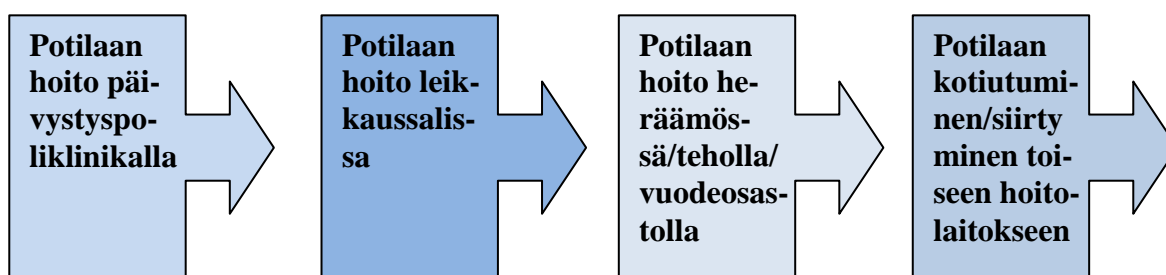 Potilaan
hoito päi-
vystyspo-
liklinikalla
Potilaan
hoito leik-
kaussalis-
sa
Potilaan
hoito he-
räämös-
sä/teholla/
vuodeosas-
tolla
Potilaan
kotiutumi-
nen/siirty
minen toi-
seen hoito-
laitokseen